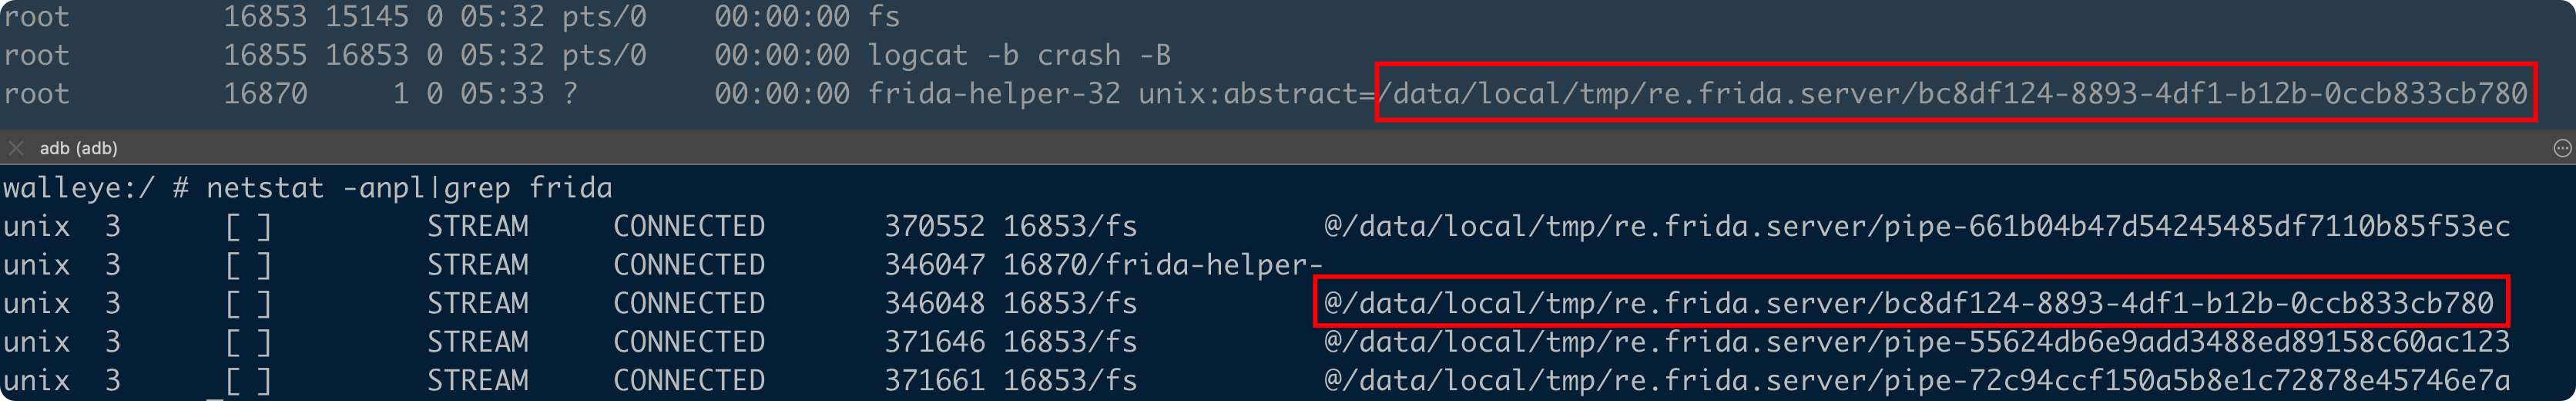 root 16853 15145 0 05:32 pts/0 00:00:00 fs
root 16855 16853 0 05:32 pts/0 00:00:00 logcat -b crash -B
root 16870 1 0 05:33 ? 00:00:00 frida-helper-32 unix:abstract=/data/local/tmp/re.frida.server/bc8df124-8893-4df1-b12b-0ccb833cb780
adb (adb)
walleye:/ # netstat -anpl|grep frida
unix 3 [ ] STREAM CONNECTED 370552 16853/fs @/data/local/tmp/re.frida.server/pipe-661b04b47d54245485df7110b85f53ec
unix 3 [ ] STREAM CONNECTED 346047 16870/frida-helper-
unix 3 [ ] STREAM CONNECTED 346048 16853/fs @/data/local/tmp/re.frida.server/bc8df124-8893-4df1-b12b-0ccb833cb780
unix 3 [ ] STREAM CONNECTED 371646 16853/fs @/data/local/tmp/re.frida.server/pipe-55624db6e9add3488ed89158c60ac123
unix 3 [ ] STREAM CONNECTED 371661 16853/fs @/data/local/tmp/re.frida.server/pipe-72c94ccf150a5b8e1c72878e45746e7a